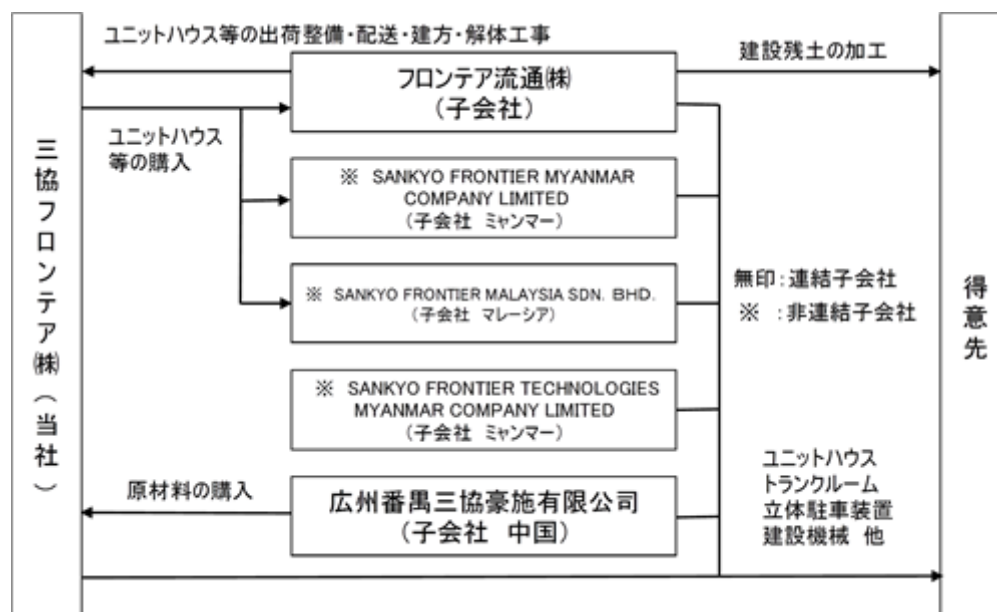 ユニットハウス等の出荷整備・配送・建方・解体工事
建設残土の加工
フロンテア流通㈱
（子会社）
三協フロンテア㈱（当社）
ユニットハウス
等の購入
※ SANKYO FRONTIER MYANMAR
COMPANY LIMITED
（子会社 ミャンマー）
※ SANKYO FRONTIER MALAYSIA SDN. BHD.
（子会社 マレーシア）
無印：連結子会社
※ ：非連結子会社
得意先
※ SANKYO FRONTIER TECHNOLOGIES
MYANMAR COMPANY LIMITED
（子会社 ミャンマー）
原材料の購入
広州番禺三協豪施有限公司
（子会社 中国）
ユニットハウス
トランクルーム
立体駐車装置
建設機械 他